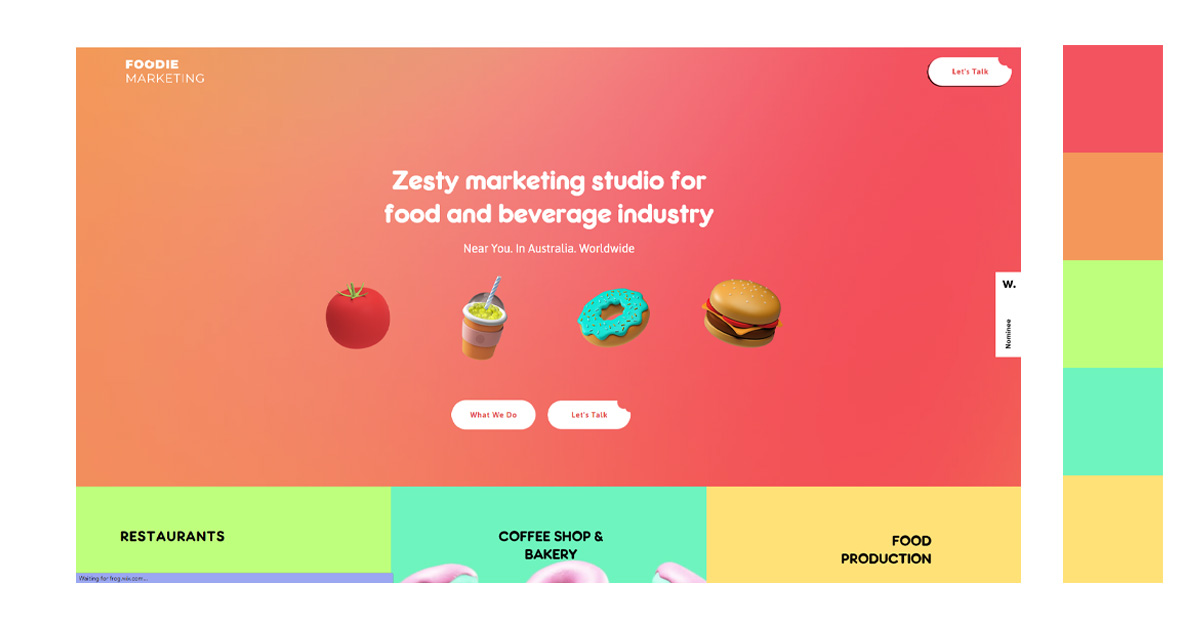 FOODIE
MARKETING
Let's Talk
Zesty marketing studio for
food and beverage industry
Near You. In Australia. Worldwide
W.
Nominee
What We Do
Let's Talk
RESTAURANTS
COFFEE SHOP &
BAKERY
FOOD
PRODUCTION
Waiting for frog.wix.com...